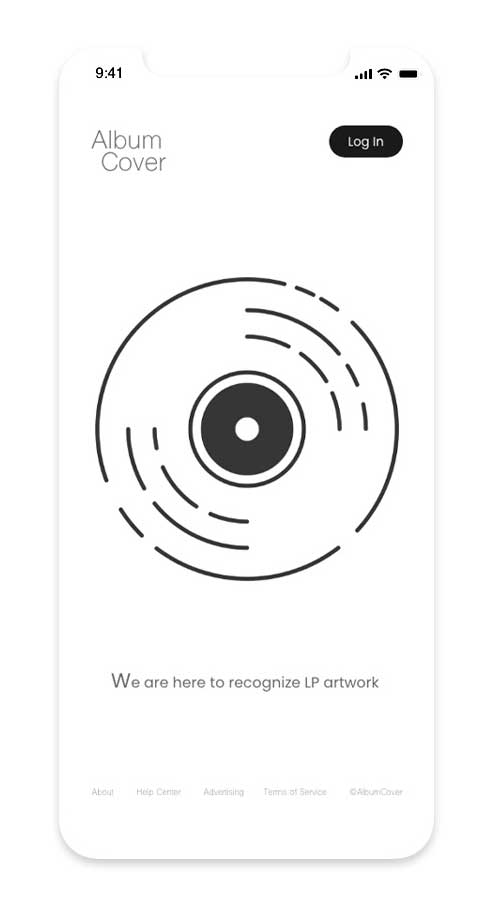 9:41
Album
Cover
Log In
We are here to recognize LP artwork
About Help Center Advertising Terms of Service ©AlbumCover